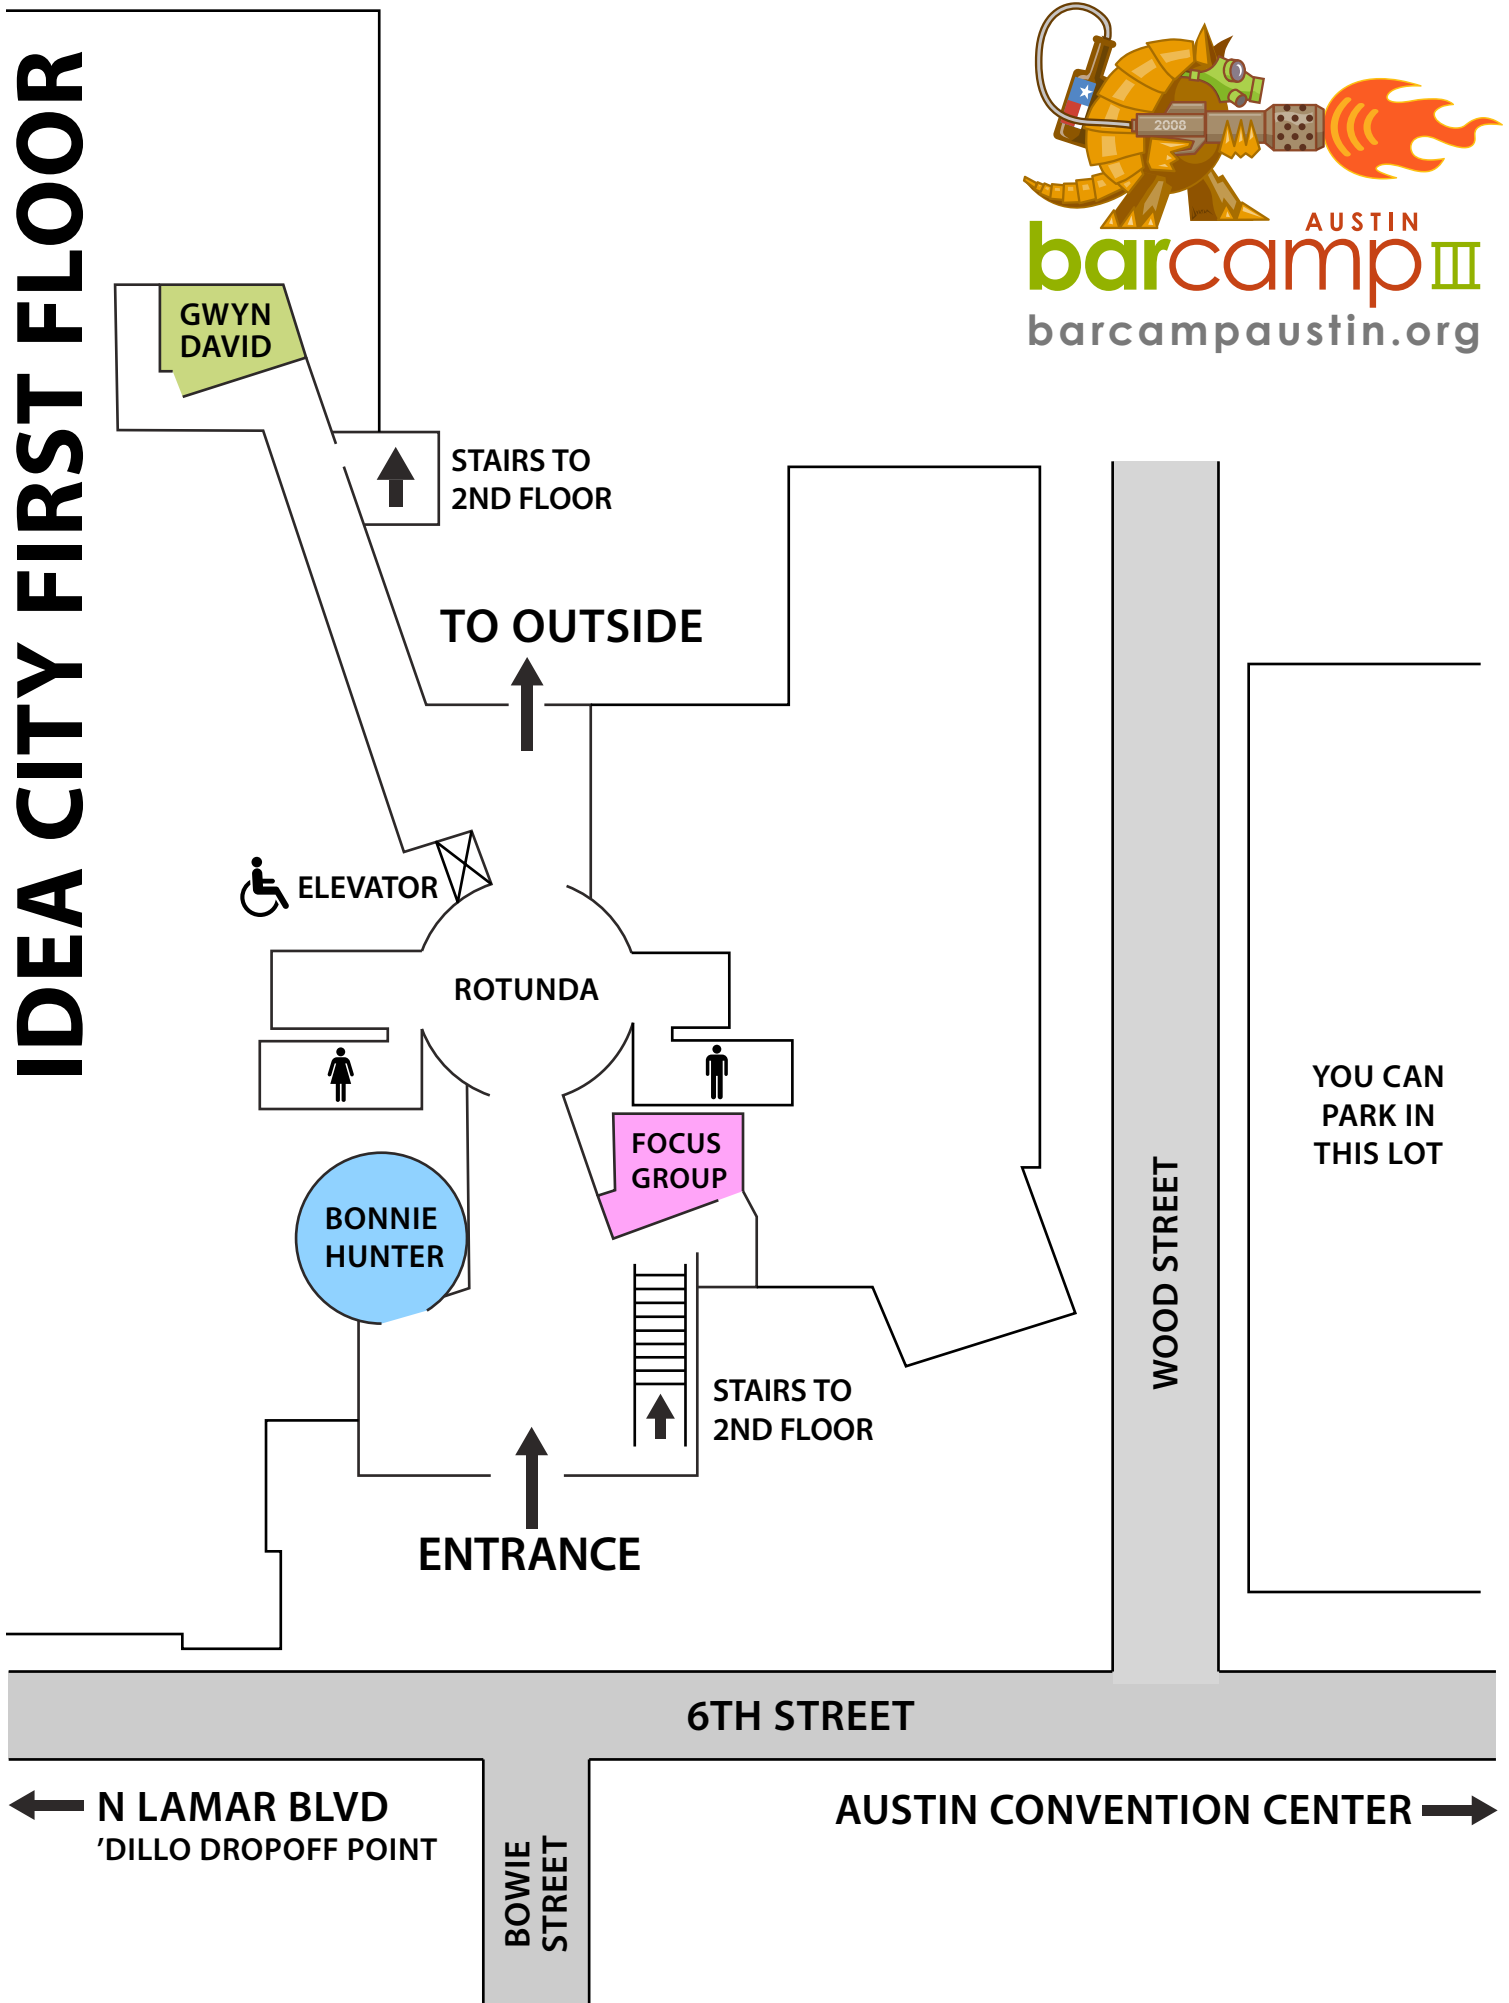 IDEA CITY FIRST FLOOR
2008
AUSTIN
barcamp III
barcampaustin.org
GWYN
DAVID
STAIRS TO
2ND FLOOR
TO OUTSIDE
ELEVATOR
ROTUNDA
FOCUS
GROUP
BONNIE
HUNTER
STAIRS TO
2ND FLOOR
ENTRANCE
WOOD STREET
YOU CAN
PARK IN
THIS LOT
6TH STREET
N LAMAR BLVD
'DILLO DROPOFF POINT
BOWIE
STREET
AUSTIN CONVENTION CENTER